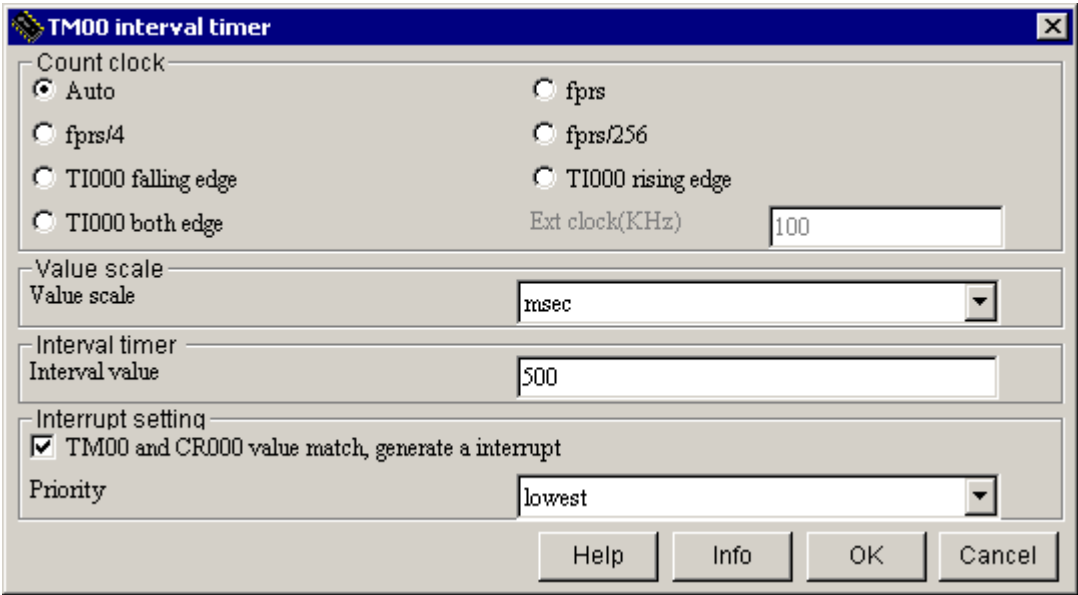 TM00 interval timer
Count clock
Auto
fprs
fprs/4
fprs/256
TI000 falling edge
TI000 rising edge
TI000 both edge
Ext clock(KHz)
100
Value scale
Value scale
msec
Interval timer
Interval value
500
Interrupt setting
TM00 and CR000 value match, generate a interrupt
Priority
lowest
Help
Info
OK
Cancel